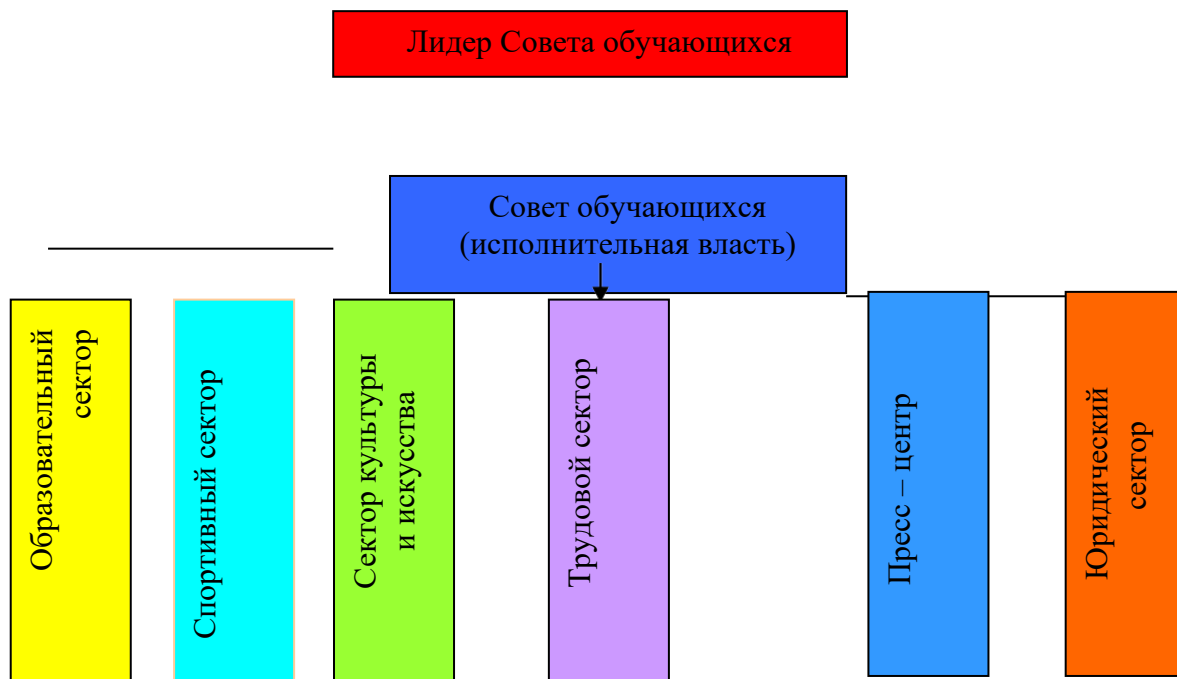 Лидер Совета обучающихся
Совет обучающихся
(исполнительная власть)
Образовательный
сектор
Спортивный сектор
Сектор культуры
и искусства
Трудовой сектор
Пресс – центр
Юридический
сектор